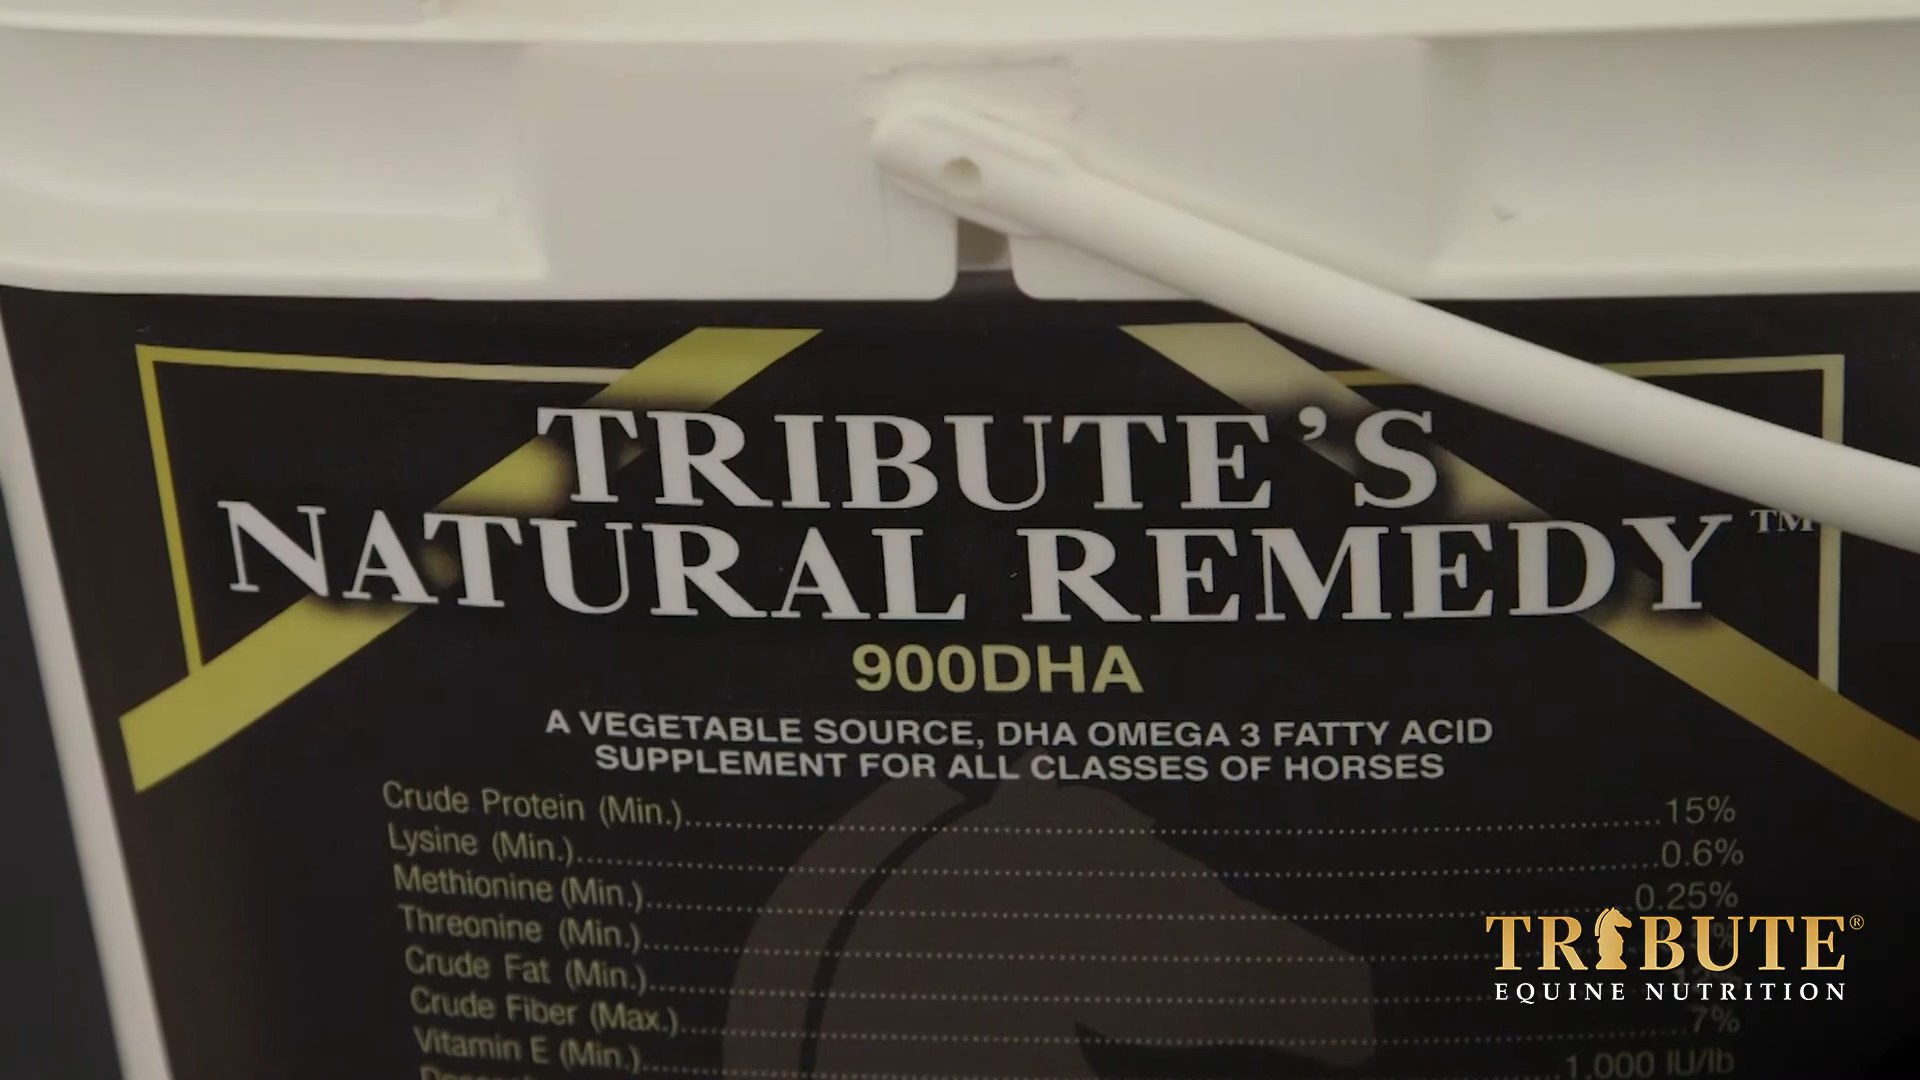 TRIBUTE'S
NATURAL REMEDY™
900DHA
A VEGETABLE SOURCE, DHA OMEGA 3 FATTY ACID
SUPPLEMENT FOR ALL CLASSES OF HORSES
Crude Protein (Min.)..........15%
Lysine (Min.)..........0.6%
Methionine (Min.)..........0.25%
Threonine (Min.)..........
Crude Fat (Min.)..........
Crude Fiber (Max.)..........7%
Vitamin E (Min.)..........1,000 IU/lb
TRIBUTE®
EQUINE NUTRITION